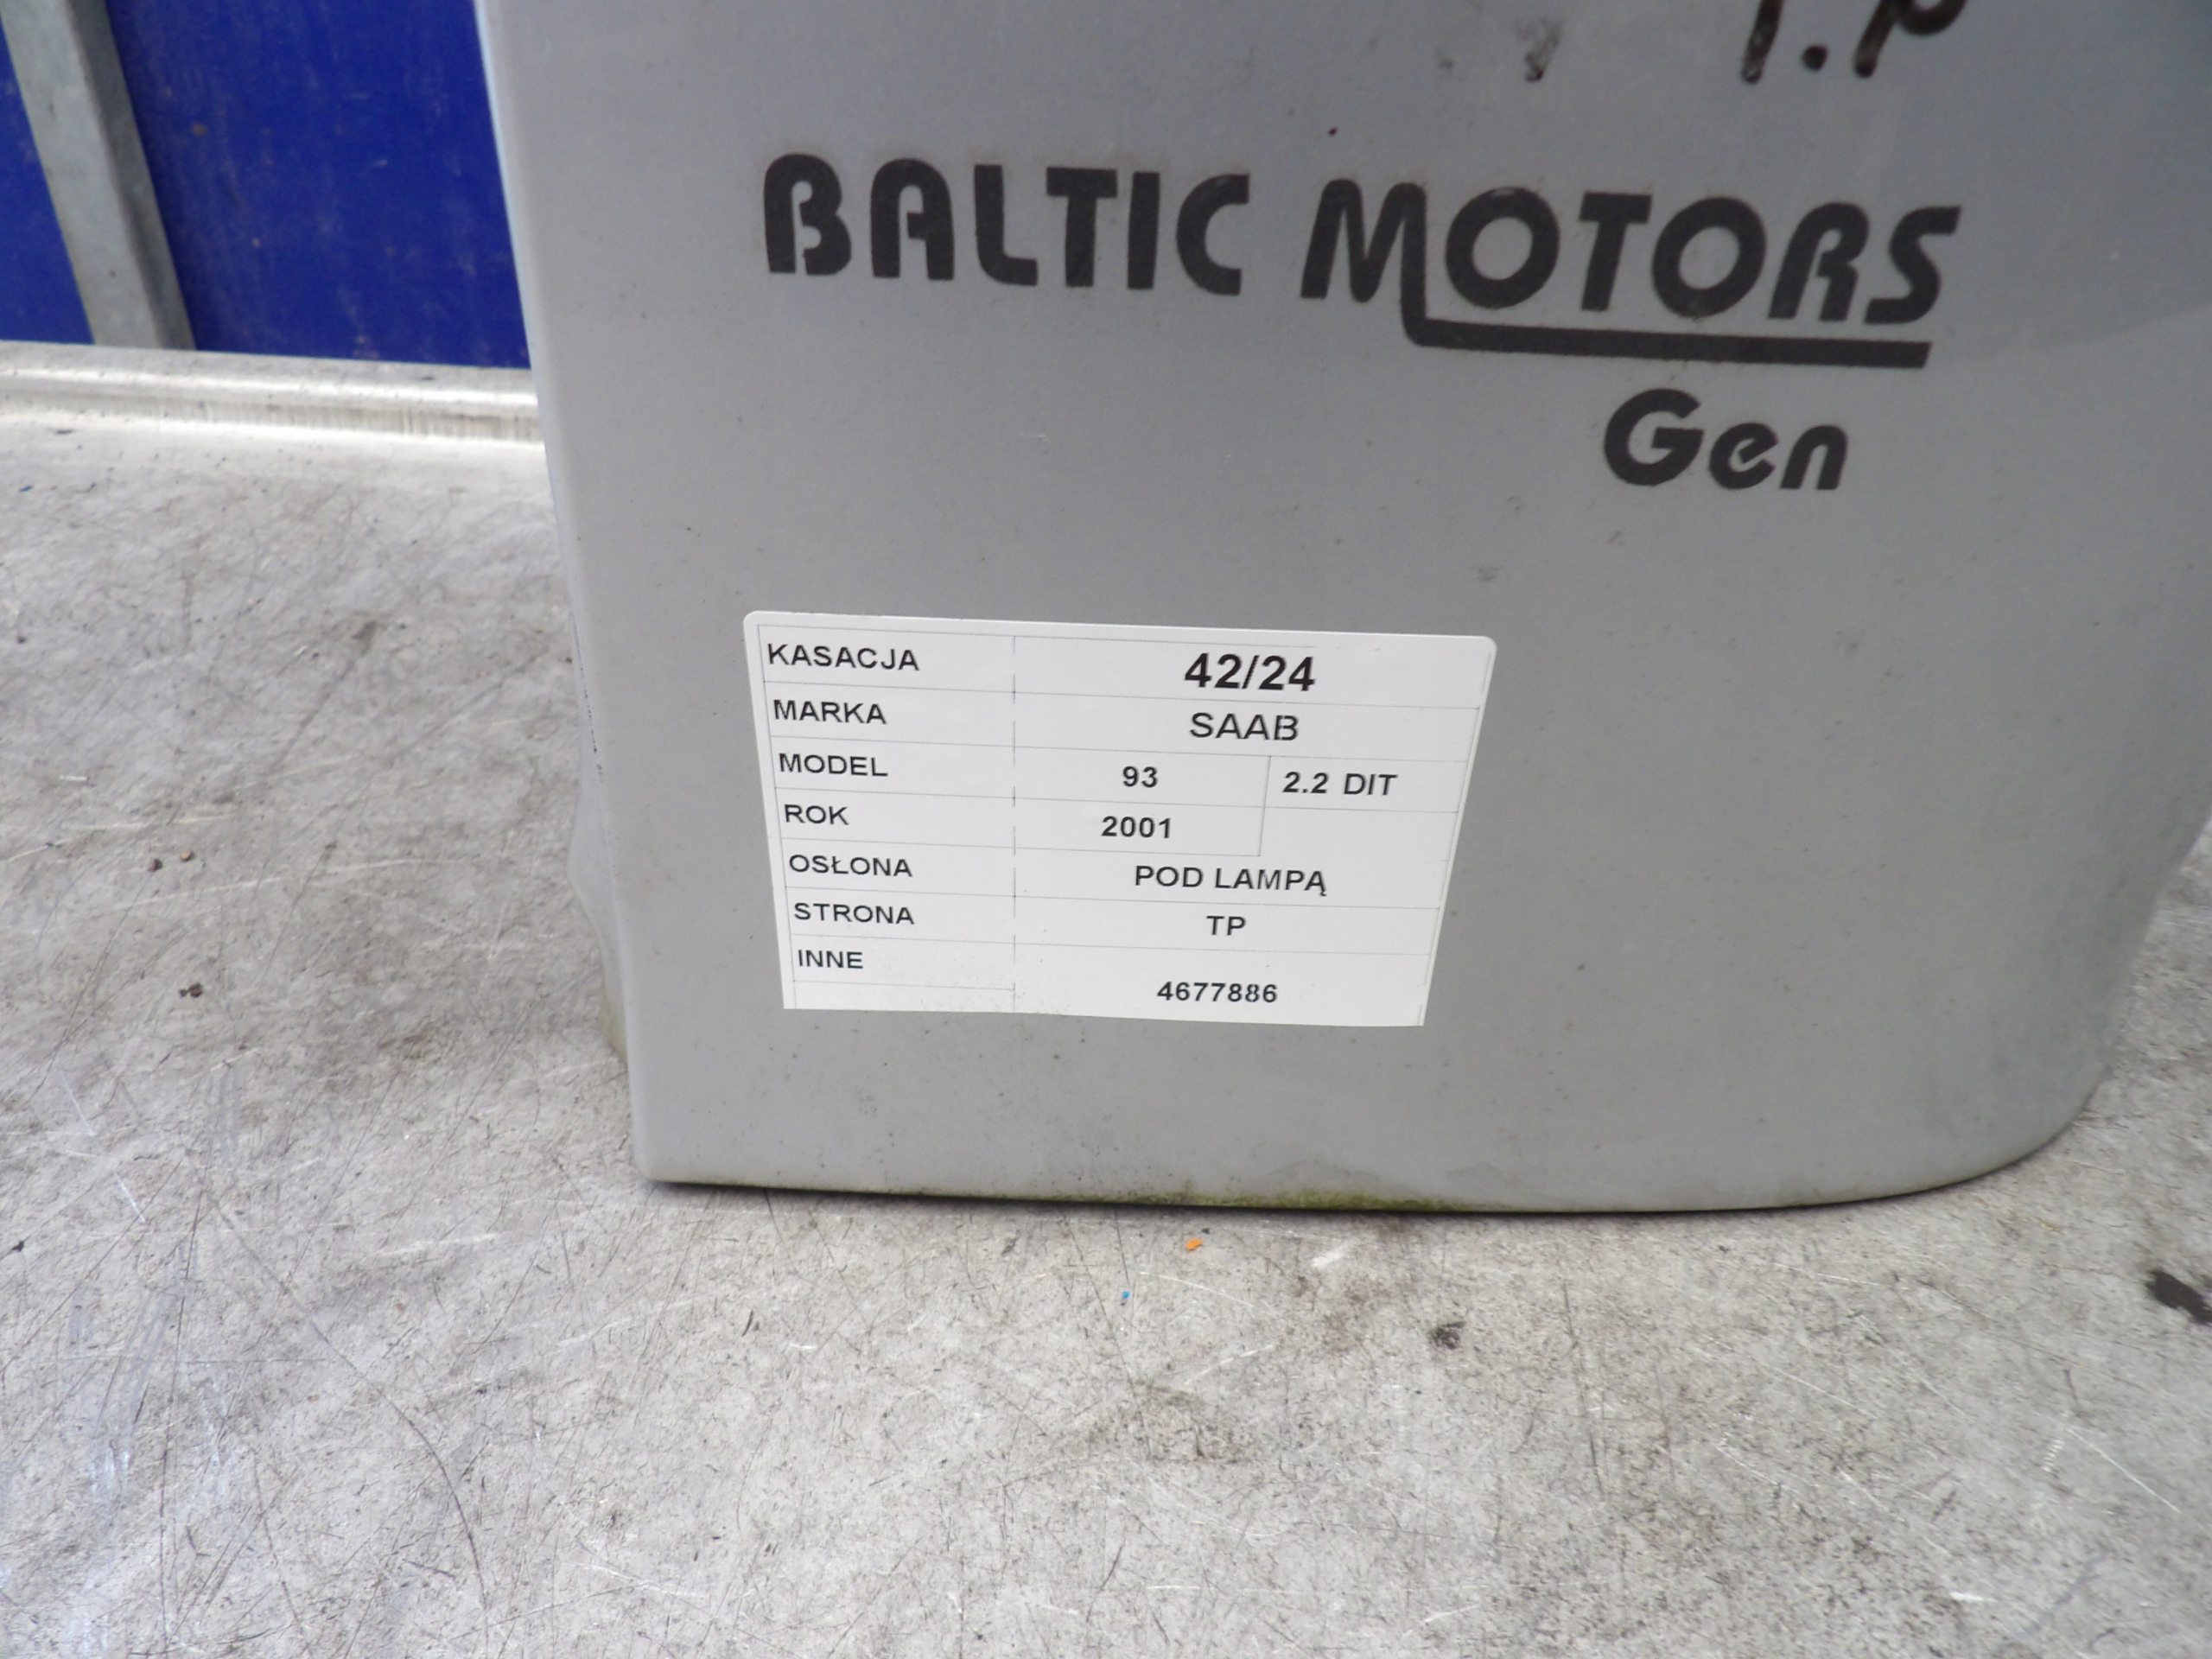 T.P
BALTIC MOTORS
Gen
KASACJA 42/24
MARKA SAAB
MODEL 93 2.2 DIT
ROK 2001
OSŁONA POD LAMPĄ
STRONA TP
INNE
4677886